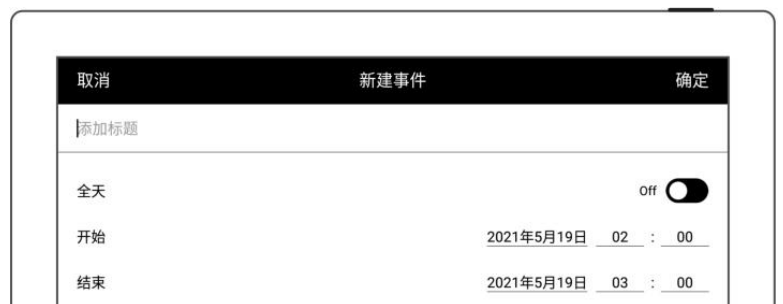 取消 新建事件 确定
添加标题
全天 Off
开始 2021年5月19日 02 : 00
结束 2021年5月19日 03 : 00